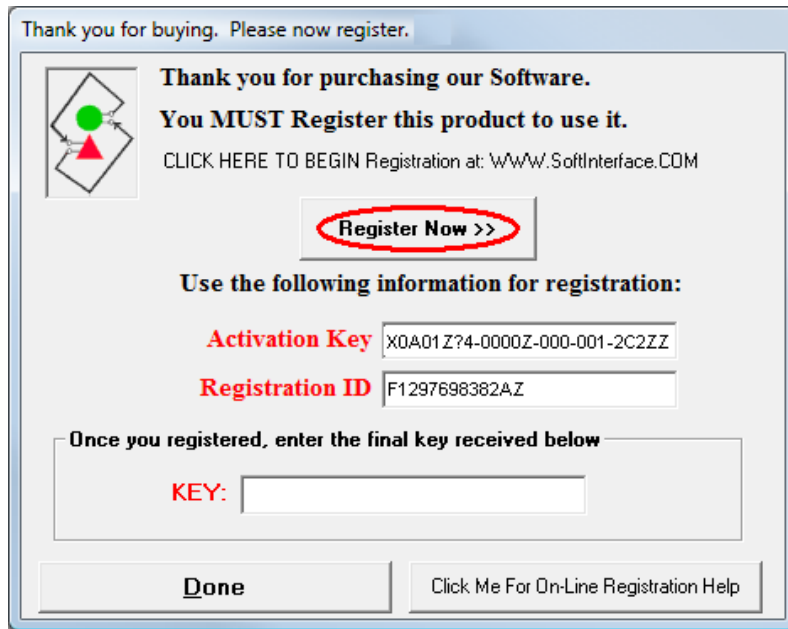 Thank you for buying. Please now register.
Thank you for purchasing our Software.
You MUST Register this product to use it.
CLICK HERE TO BEGIN Registration at: WWW.SoftInterface.COM
Register Now >>
Use the following information for registration:
Activation Key X0A01Z?4-0000Z-000-001-2C2ZZ
Registration ID F1297698382AZ
Once you registered, enter the final key received below
KEY:
Done Click Me For On-Line Registration Help